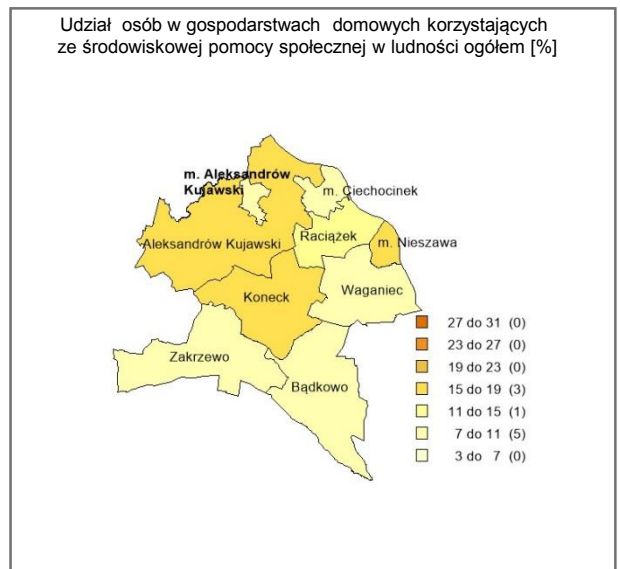 Udział osób w gospodarstwach domowych korzystających
ze środowiskowej pomocy społecznej w ludności ogółem [%]
m. Aleksandrów
Kujawski
m. Ciechocinek
Raciążek
Aleksandrów Kujawski
m. Nieszawa
Waganiec
Koneck
Zakrzewo
Bądkowo
27 do 31 (0)
23 do 27 (0)
19 do 23 (0)
15 do 19 (3)
11 do 15 (1)
7 do 11 (5)
3 do 7 (0)